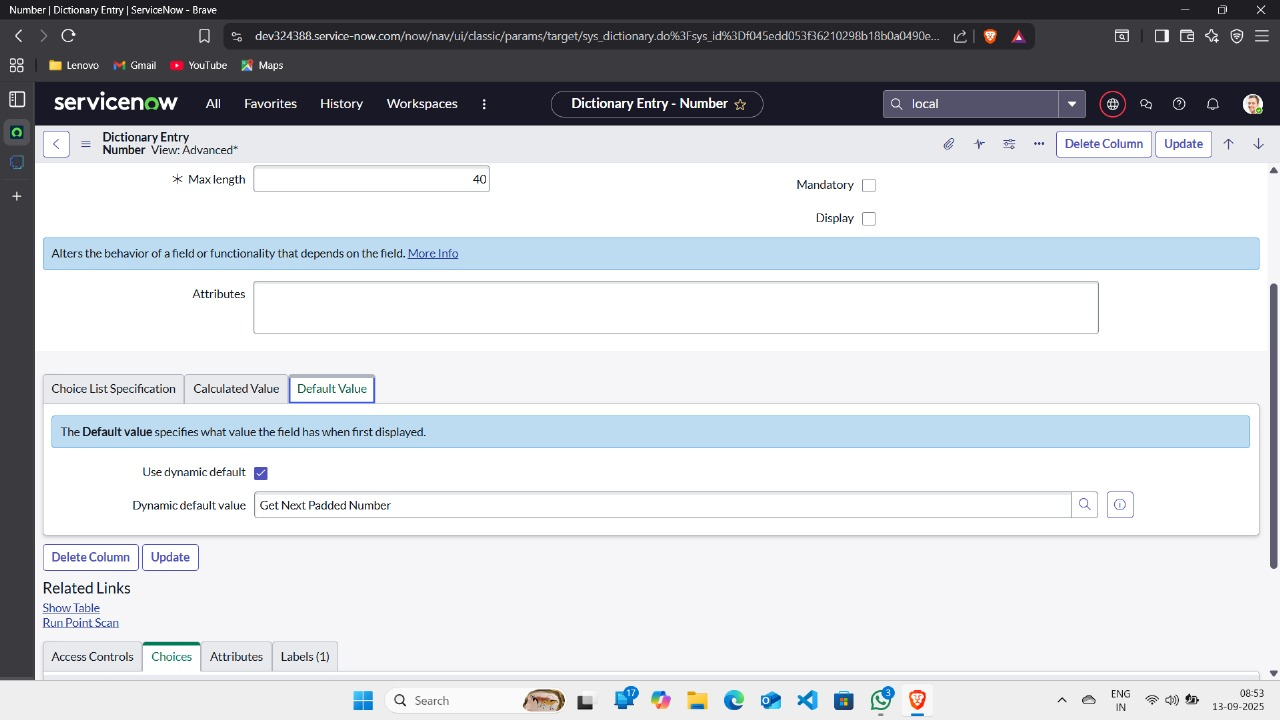 Number | Dictionary Entry | ServiceNow - Brave
dev324388.service-now.com/now/nav/ui/classic/params/target/sys_dictionary.do%3Fsys_id%3Df045edd053f36210298b18b0a0490e...
Lenovo
Gmail
YouTube
Maps
servicenow
All
Favorites
History
Workspaces
Dictionary Entry - Number
local
Dictionary Entry
Number View: Advanced*
Delete Column
Update
Max length
40
Mandatory
Display
Alters the behavior of a field or functionality that depends on the field. More Info
Attributes
Choice List Specification
Calculated Value
Default Value
The Default value specifies what value the field has when first displayed.
Use dynamic default
Dynamic default value
Get Next Padded Number
Delete Column
Update
Related Links
Show Table
Run Point Scan
Access Controls
Choices
Attributes
Labels (1)
Search
17
3
ENG
IN
08:53
13-09-2025